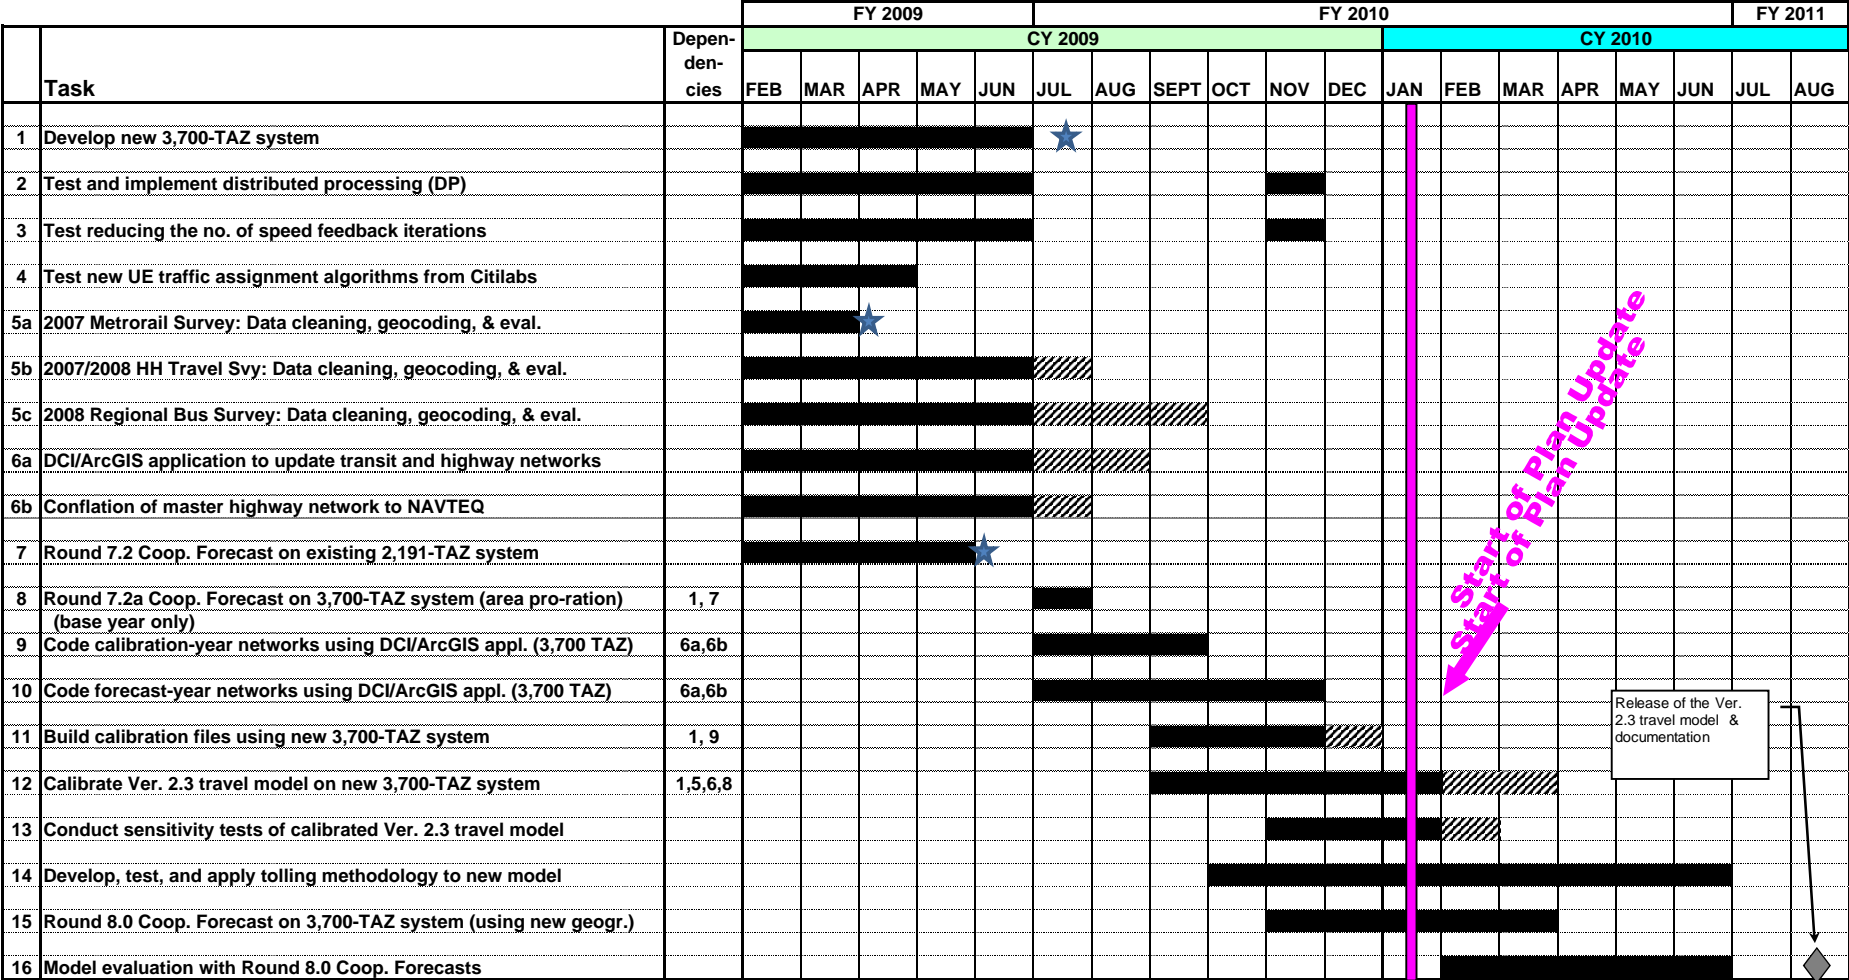 FY 2009 FY 2010 FY 2011
CY 2009 CY 2010
Task Depen-
den-
cies FEB MAR APR MAY JUN JUL AUG SEPT OCT NOV DEC JAN FEB MAR APR MAY JUN JUL AUG
1 Develop new 3,700-TAZ system
2 Test and implement distributed processing (DP)
3 Test reducing the no. of speed feedback iterations
4 Test new UE traffic assignment algorithms from Citilabs
5a 2007 Metrorail Survey: Data cleaning, geocoding, & eval.
5b 2007/2008 HH Travel Svy: Data cleaning, geocoding, & eval.
5c 2008 Regional Bus Survey: Data cleaning, geocoding, & eval.
6a DCI/ArcGIS application to update transit and highway networks
6b Conflation of master highway network to NAVTEQ
7 Round 7.2 Coop. Forecast on existing 2,191-TAZ system
8 Round 7.2a Coop. Forecast on 3,700-TAZ system (area pro-ration) 1, 7
(base year only)
9 Code calibration-year networks using DCI/ArcGIS appl. (3,700 TAZ) 6a,6b
10 Code forecast-year networks using DCI/ArcGIS appl. (3,700 TAZ) 6a,6b
11 Build calibration files using new 3,700-TAZ system 1, 9
12 Calibrate Ver. 2.3 travel model on new 3,700-TAZ system 1,5,6,8
13 Conduct sensitivity tests of calibrated Ver. 2.3 travel model
14 Develop, test, and apply tolling methodology to new model
15 Round 8.0 Coop. Forecast on 3,700-TAZ system (using new geogr.)
16 Model evaluation with Round 8.0 Coop. Forecasts
Start of Plan Update
Start of Plan Update
Release of the Ver.
2.3 travel model &
documentation